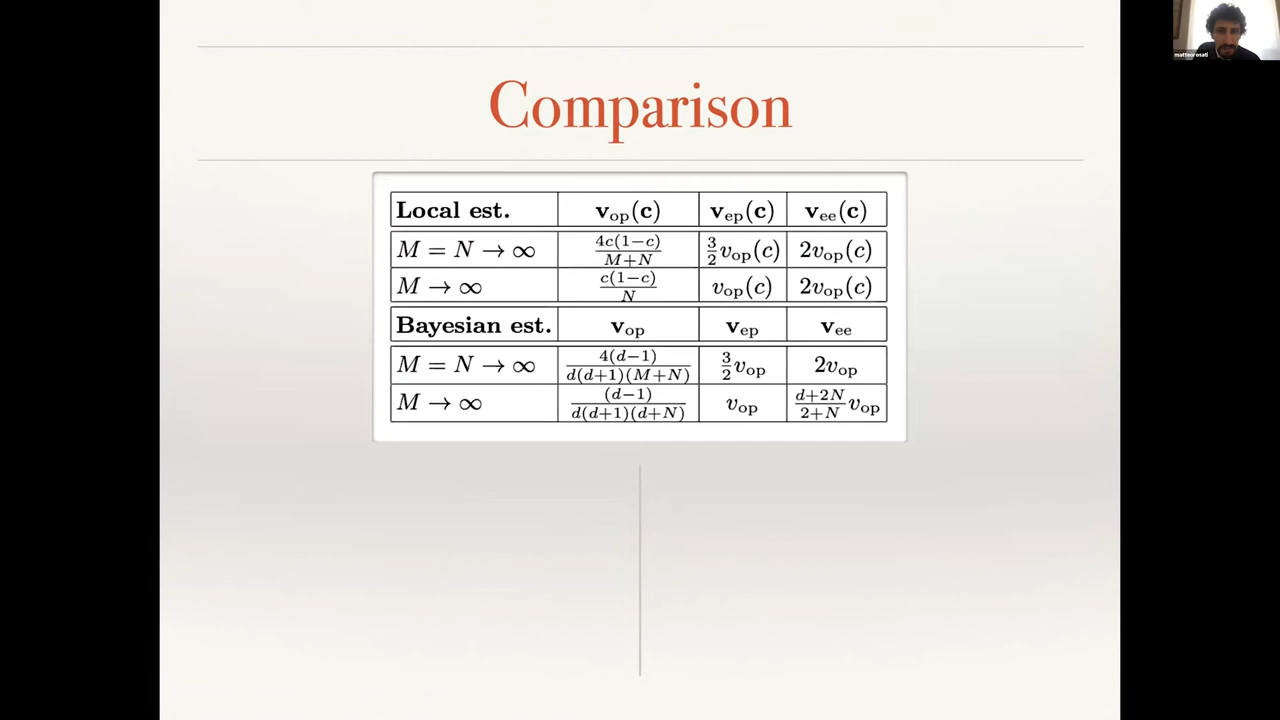 Comparison
Local est. v_op(c) v_ep(c) v_ee(c)
M = N → ∞ 4c(1−c)/(M+N) 3/2 v_op(c) 2v_op(c)
M → ∞ c(1−c)/N v_op(c) 2v_op(c)
Bayesian est. v_op v_ep v_ee
M = N → ∞ 4(d−1)/(d(d+1)(M+N)) 3/2 v_op 2v_op
M → ∞ (d−1)/(d(d+1)(d+N)) v_op (d+2N)/(2+N) v_op
matteorosati